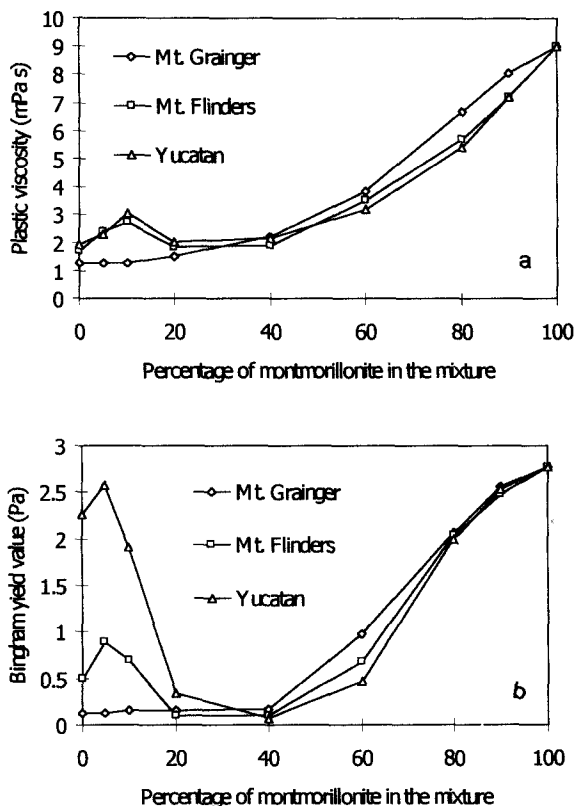 10
9
8
7
6
5
4
3
2
1
0
Plastic viscosity (mPa s)
Mt. Grainger
Mt. Flinders
Yucatan
a
0 20 40 60 80 100
Percentage of montmorillonite in the mixture
3
2.5
2
1.5
1
0.5
0
Bingham yield value (Pa)
Mt. Grainger
Mt. Flinders
Yucatan
b
0 20 40 60 80 100
Percentage of montmorillonite in the mixture